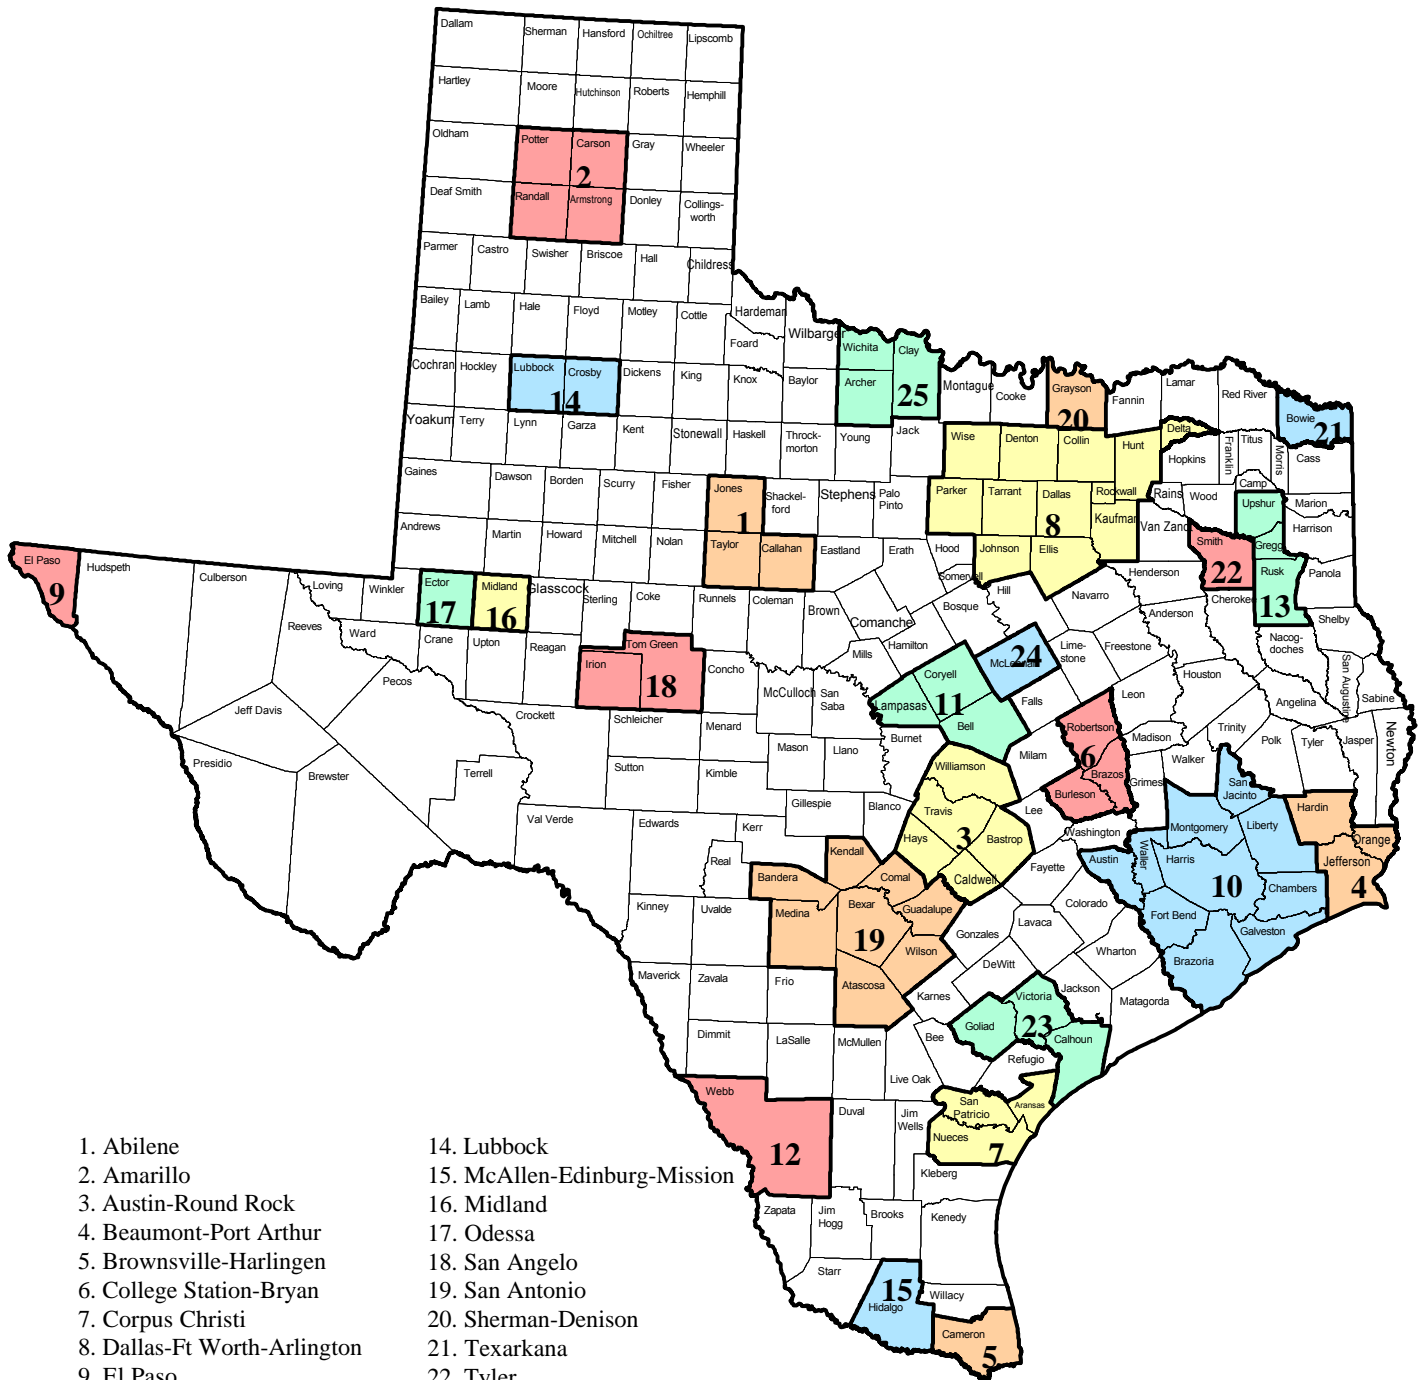 Dallam
Sherman
Hansford
Ochiltree
Lipscomb
Hartley
Moore
Hutchinson
Roberts
Hemphill
Oldham
Potter
Carson
Gray
Wheeler
2
Deaf Smith
Randall
Armstrong
Donley
Collings-
worth
Parmer
Castro
Swisher
Briscoe
Hall
Childress
Bailey
Lamb
Hale
Floyd
Motley
Cottle
Hardeman
Foard
Wilbarger
Wichita
Clay
Cochran
Hockley
Lubbock
Crosby
Dickens
King
Knox
Baylor
Archer
25
Montague
Cooke
Grayson
20
Fannin
Lamar
Red River
Bowie
21
14
Yoakum
Terry
Lynn
Garza
Kent
Stonewall
Haskell
Throck-
morton
Young
Jack
Wise
Denton
Collin
Hunt
Delta
Hopkins
Franklin
Titus
Morris
Cass
Gaines
Dawson
Borden
Scurry
Fisher
Jones
1
Shackel-
ford
Stephens
Palo
Pinto
Parker
Tarrant
Dallas
8
Rockwall
Kaufman
Rains
Wood
Camp
Upshur
Marion
Harrison
Andrews
Martin
Howard
Mitchell
Nolan
Taylor
Callahan
Eastland
Erath
Hood
Somervell
Johnson
Ellis
Van Zand
Smith
22
Gregg
Rusk
13
Panola
El Paso
9
Hudspeth
Culberson
Loving
Winkler
Ector
17
Midland
16
Glasscock
Sterling
Coke
Runnels
Coleman
Brown
Comanche
Bosque
Hill
Navarro
Henderson
Anderson
Cherokee
Shelby
Reeves
Ward
Crane
Upton
Reagan
Irion
Tom Green
18
Concho
Mills
Hamilton
Coryell
McLennan
24
Lime-
stone
Freestone
Nacog-
doches
San Augustine
Sabine
Jeff Davis
Pecos
Crockett
Schleicher
Menard
McCulloch
San
Saba
Lampasas
11
Bell
Falls
Leon
Houston
Angelina
Presidio
Brewster
Terrell
Sutton
Kimble
Mason
Llano
Burnet
Williamson
Milam
Robertson
6
Brazos
Burleson
Madison
Walker
Trinity
Polk
Tyler
Jasper
Newton
Grimes
San
Jacinto
Val Verde
Edwards
Kerr
Gillespie
Blanco
Travis
Hays
3
Bastrop
Caldwell
Lee
Washington
Fayette
Austin
Waller
Montgomery
Liberty
Hardin
Orange
Jefferson
4
Harris
10
Chambers
Real
Bandera
Kendall
Comal
Kinney
Uvalde
Medina
Bexar
19
Guadalupe
Wilson
Gonzales
Lavaca
Colorado
Fort Bend
Galveston
Brazoria
Wharton
Matagorda
Maverick
Zavala
Frio
Atascosa
Karnes
DeWitt
Jackson
Victoria
23
Goliad
Calhoun
Dimmit
LaSalle
McMullen
Bee
Live Oak
Refugio
Webb
12
Duval
Jim
Wells
San
Patricio
Aransas
Nueces
7
Kleberg
Zapata
Jim
Hogg
Brooks
Kenedy
Starr
15
Hidalgo
Willacy
Cameron
5
1. Abilene
2. Amarillo
3. Austin-Round Rock
4. Beaumont-Port Arthur
5. Brownsville-Harlingen
6. College Station-Bryan
7. Corpus Christi
8. Dallas-Ft Worth-Arlington
9. El Paso
14. Lubbock
15. McAllen-Edinburg-Mission
16. Midland
17. Odessa
18. San Angelo
19. San Antonio
20. Sherman-Denison
21. Texarkana
22. Tyler